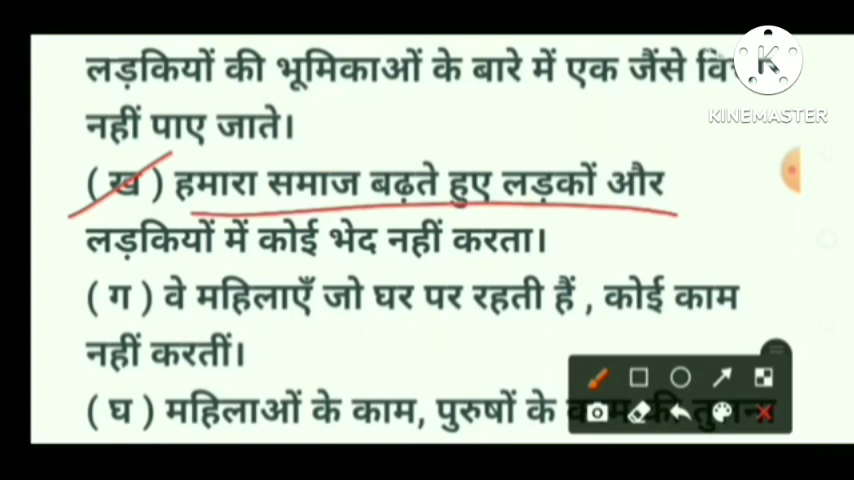 लड़कियों की भूमिकाओं के बारे में एक जैंसे
नहीं पाए जाते।
( ख ) हमारा समाज बढ़ते हुए लड़कों और
लड़कियों में कोई भेद नहीं करता।
( ग ) वे महिलाएँ जो घर पर रहती हैं , कोई काम
नहीं करतीं।
( घ ) महिलाओं के काम, पुरुषों के काम की
K
KINEMASTER